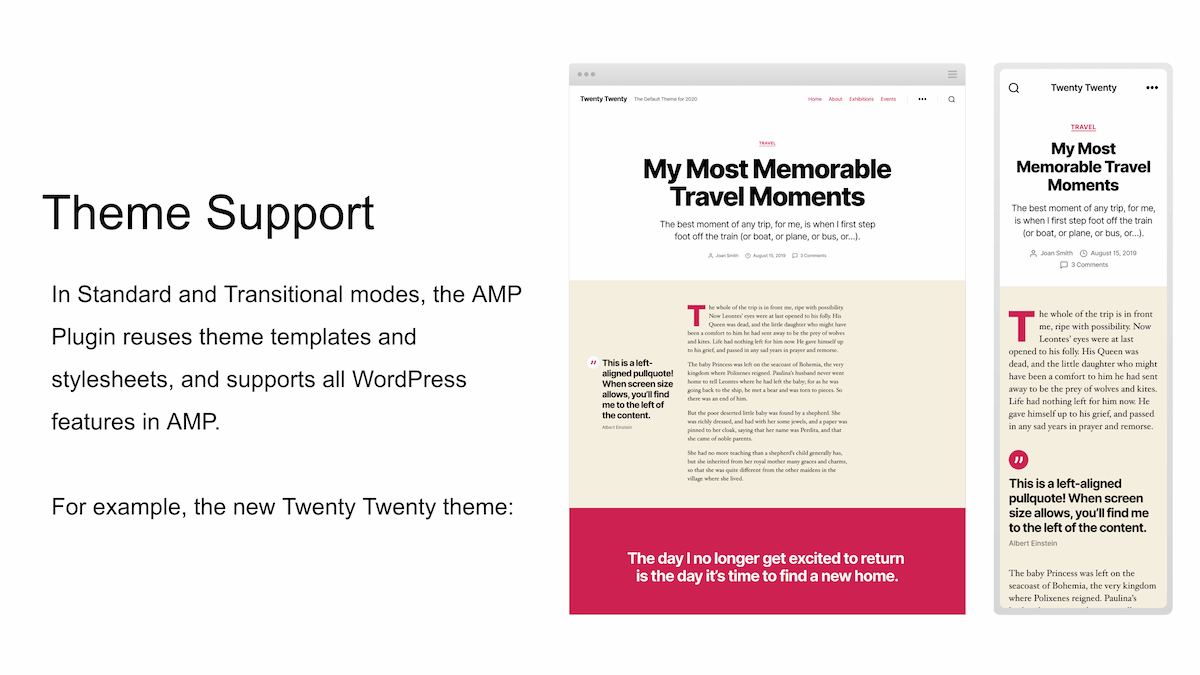 Theme Support
In Standard and Transitional modes, the AMP
Plugin reuses theme templates and
stylesheets, and supports all WordPress
features in AMP.
For example, the new Twenty Twenty theme:
Twenty Twenty The Default Theme for 2020 Home About Exhibitions Events
TRAVEL
My Most Memorable
Travel Moments
The best moment of any trip, for me, is when I first step
foot off the train (or boat, or plane, or bus, or…).
Joan Smith August 15, 2019 3 Comments
The whole of the trip is in front me, ripe with possibility.
Now Leontes’ eyes were at last opened to his folly. His
Queen was dead, and the little daughter who might have
been a comfort to him he had sent away to be the prey of wolves
and kites. Life had nothing left for him now. He gave himself up
to his grief, and passed in any sad years in prayer and remorse.
”
This is a left-
aligned pullquote!
When screen size
allows, you’ll find
me to the left of
the content.
Albert Einstein
The baby Princess was left on the seacoast of Bohemia, the very
kingdom where Polixenes reigned. Paulina’s husband never went
home to tell Leontes where he had left the baby; for as he was
going back to the ship, he met a bear and was torn to pieces. So
there was an end of him.
But the poor deserted little baby was found by a shepherd. She
was richly dressed, and had with her some jewels, and a paper was
pinned to her cloak, saying that her name was Perdita, and that
she came of noble parents.
She had no more teaching than a shepherd’s child generally has,
but she inherited from her royal mother many graces and charms,
so that she was quite different from the other maidens in the
village where she lived.
The day I no longer get excited to return
is the day it’s time to find a new home.
Twenty Twenty
TRAVEL
My Most
Memorable Travel
Moments
The best moment of any trip, for me,
is when I first step foot off the train
(or boat, or plane, or bus, or…).
Joan Smith August 15, 2019
3 Comments
The whole of the trip is in front
me, ripe with possibility. Now
Leontes’ eyes were at last
opened to his folly. His Queen was
dead, and the little daughter who might
have been a comfort to him he had sent
away to be the prey of wolves and kites.
Life had nothing left for him now. He
gave himself up to his grief, and passed
in any sad years in prayer and remorse.
”
This is a left-aligned
pullquote! When screen
size allows, you’ll find me
to the left of the content.
Albert Einstein
The baby Princess was left on the
seacoast of Bohemia, the very kingdom
where Polixenes reigned. Paulina’s